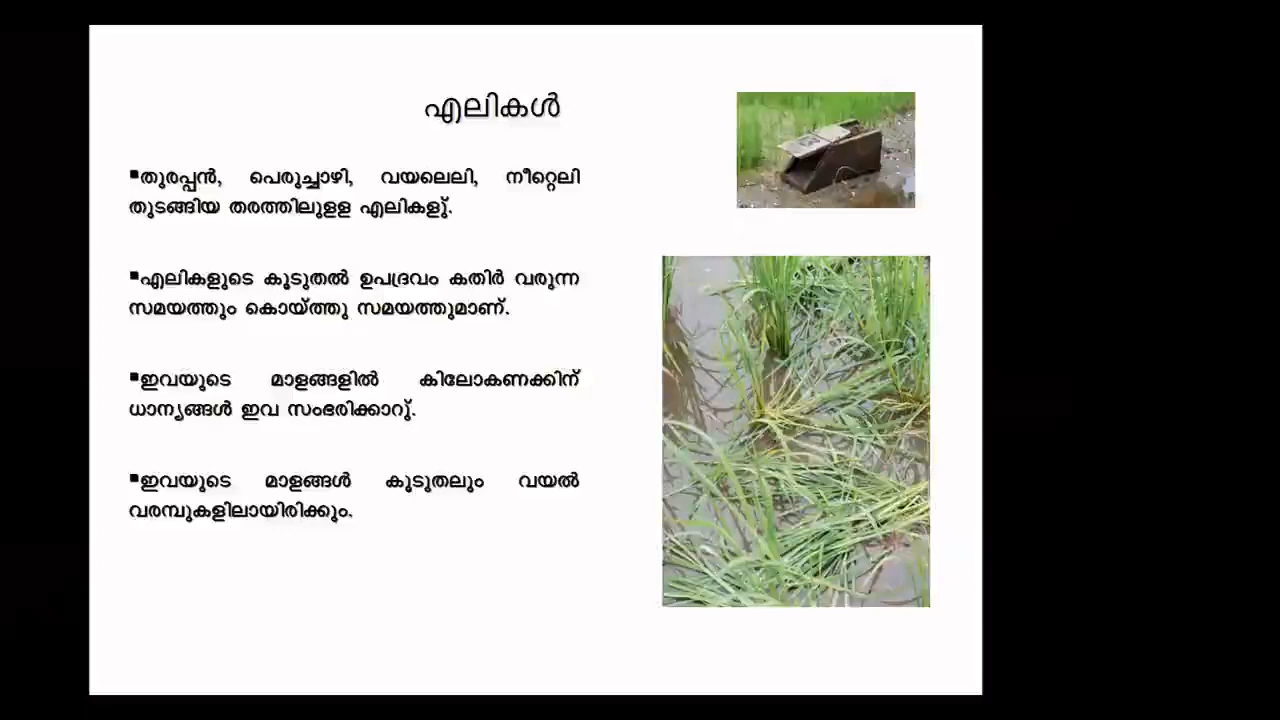 എലികൾ
▪തുരപ്പൻ, പെരുച്ചാഴി, വയലെലി, നീറ്റെലി
തുടങ്ങിയ തരത്തിലുളള എലികളു്.
▪എലികളുടെ കൂടുതൽ ഉപദ്രവം കതിർ വരുന്ന
സമയത്തും കൊയ്ത്തു സമയത്തുമാണ്.
▪ഇവയുടെ മാളങ്ങളിൽ കിലോകണക്കിന്
ധാന്യങ്ങൾ ഇവ സംഭരിക്കാറു്.
▪ഇവയുടെ മാളങ്ങൾ കൂടുതലും വയൽ
വരമ്പുകളിലായിരിക്കും.